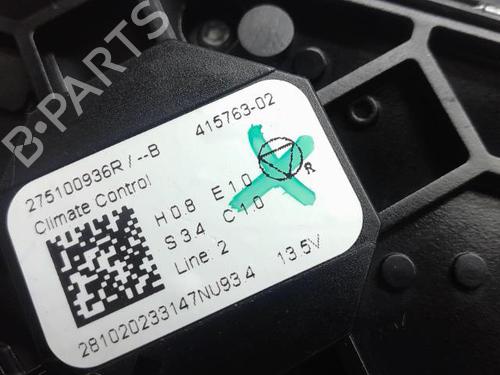 B-PARTS
275100936R / --B 415763-02
Climate Control
H 0.8 E 1.0
S 3.4 C 1.0
Line: 2
R
281020233147NU93.4 13.5V